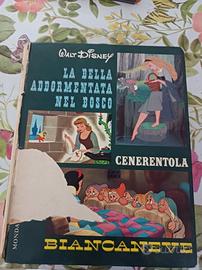 WALT DISNEY
LA BELLA
ADDORMENTATA
NEL BOSCO
CENERENTOLA
MONDA
BIANCANEVE